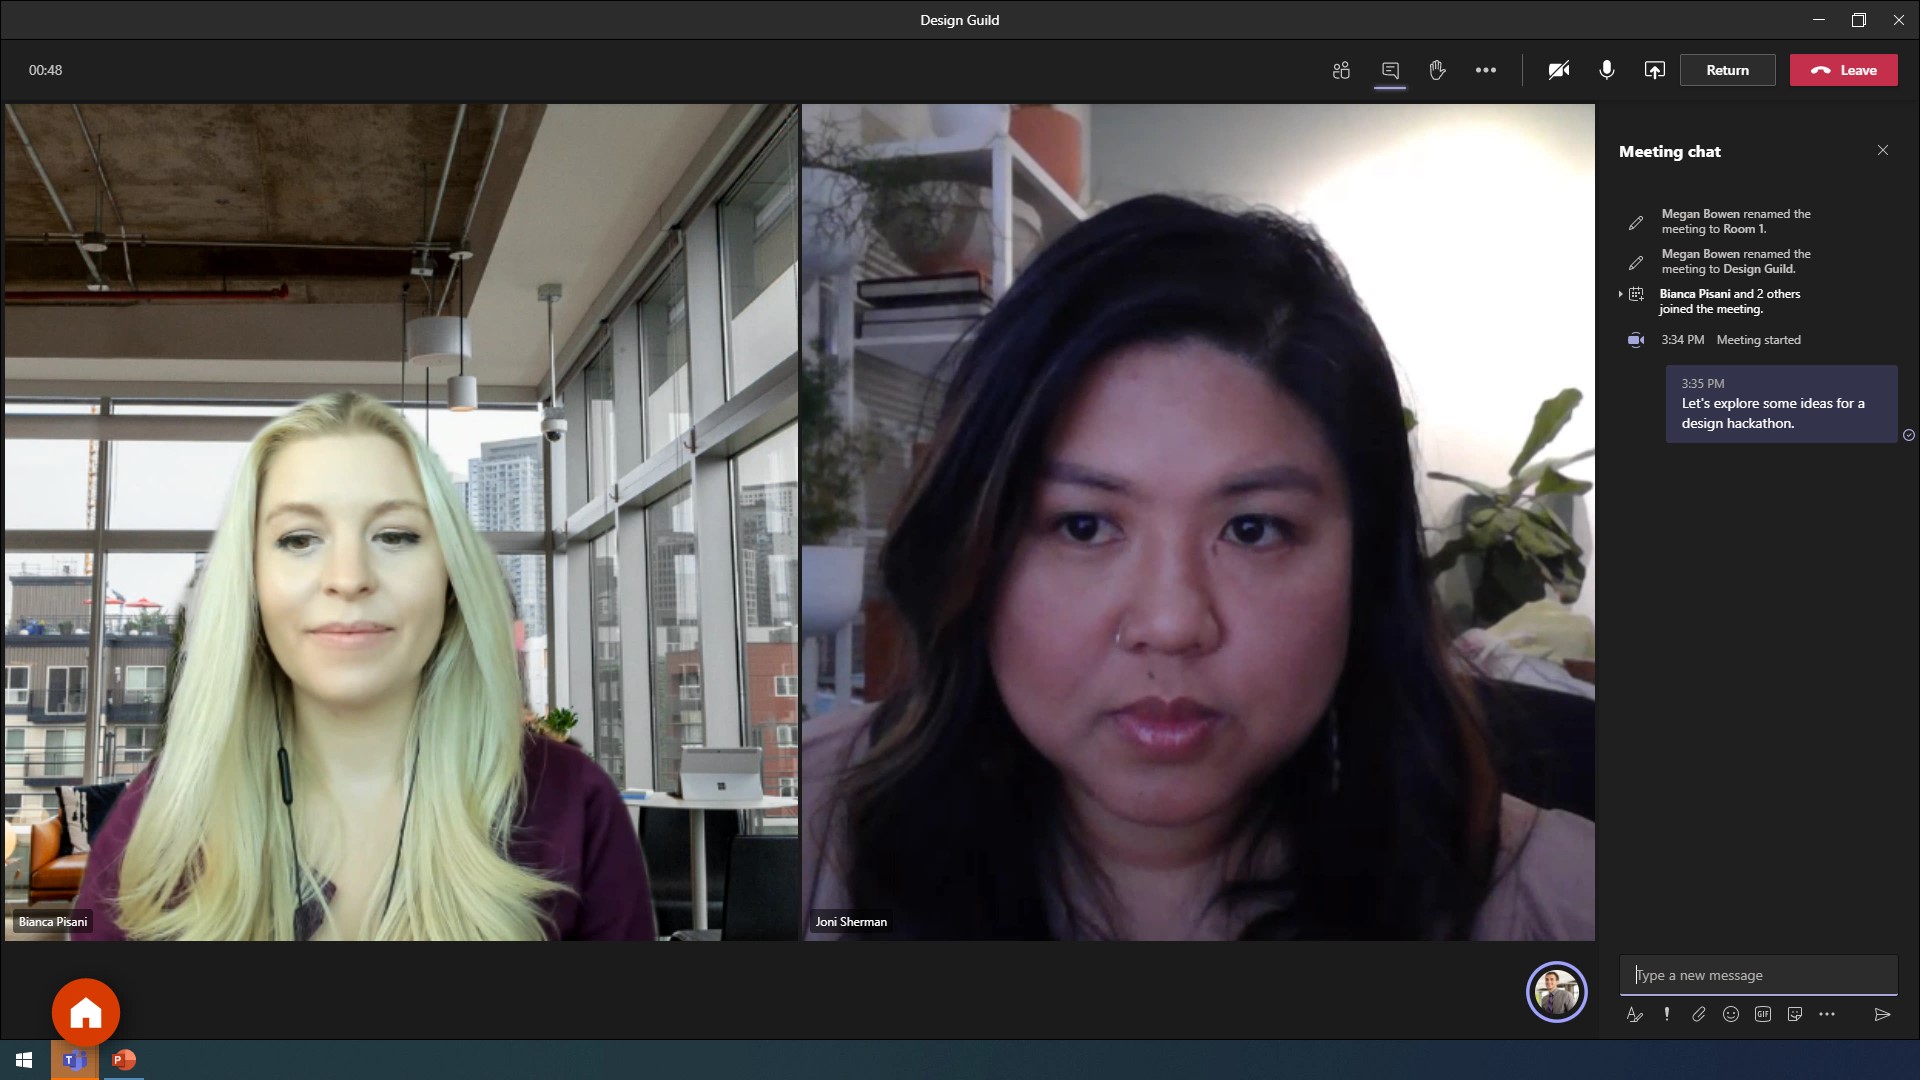 Design Guild
00:48
Return
Leave
Meeting chat
Megan Bowen renamed the
meeting to Room 1.
Megan Bowen renamed the
meeting to Design Guild.
Bianca Pisani and 2 others
joined the meeting.
3:34 PM Meeting started
3:35 PM
Let's explore some ideas for a
design hackathon.
Bianca Pisani
Joni Sherman
Type a new message
GIF
T
P